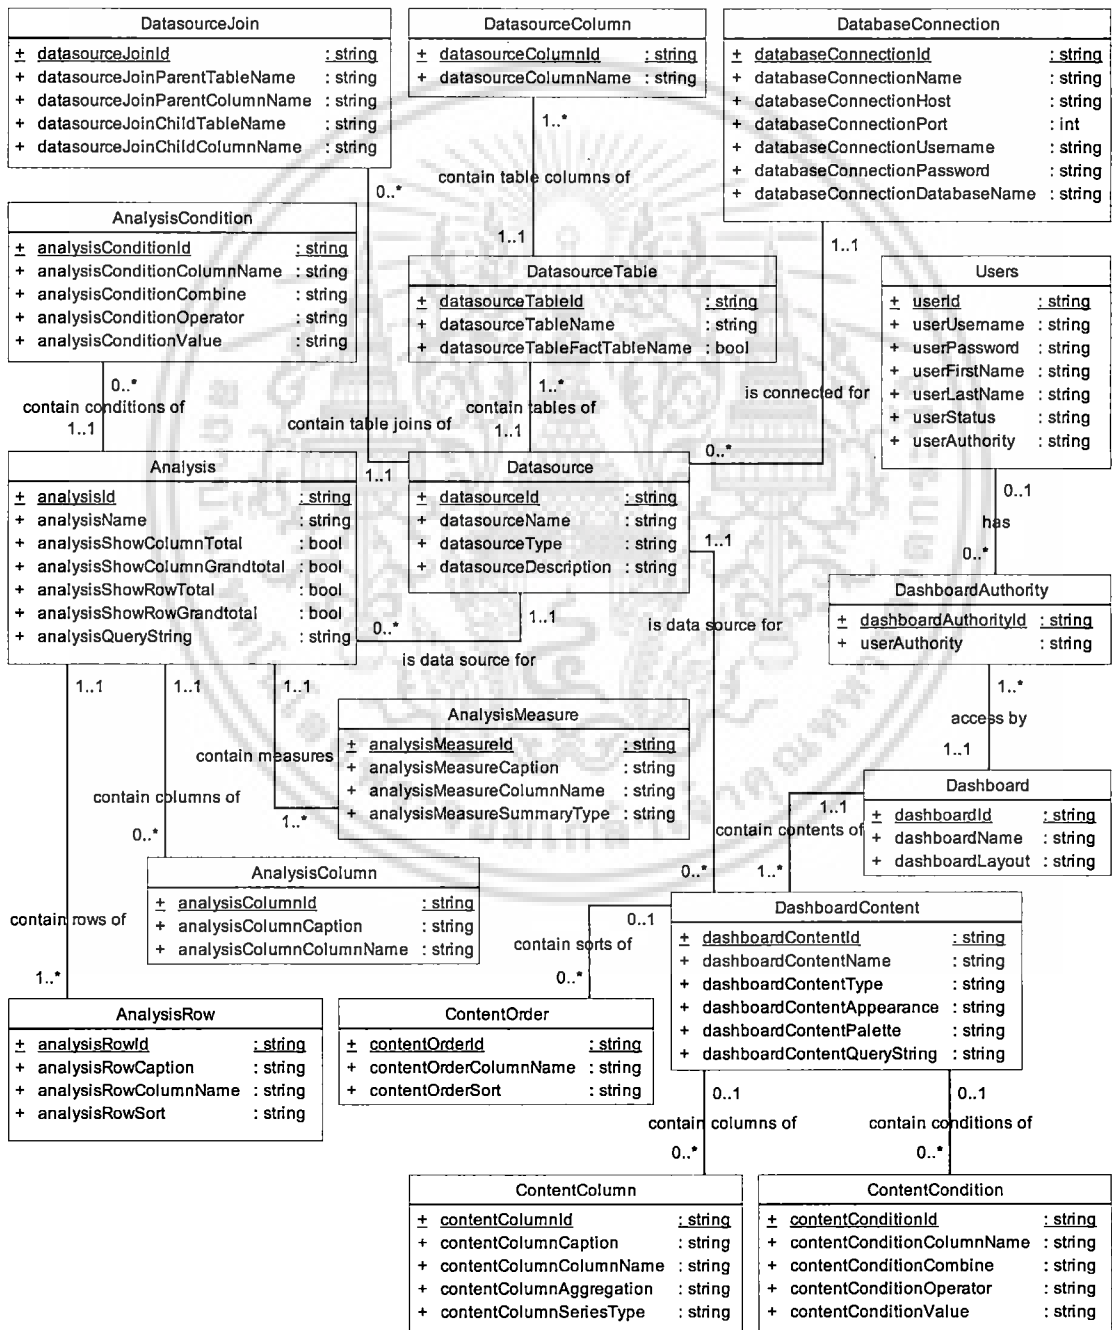 DatasourceJoin
+ datasourceJoinId : string
+ datasourceJoinParentTableName : string
+ datasourceJoinParentColumnName : string
+ datasourceJoinChildTableName : string
+ datasourceJoinChildColumnName : string
DatasourceColumn
+ datasourceColumnId : string
+ datasourceColumnName : string
DatabaseConnection
+ databaseConnectionId : string
+ databaseConnectionName : string
+ databaseConnectionHost : string
+ databaseConnectionPort : int
+ databaseConnectionUsername : string
+ databaseConnectionPassword : string
+ databaseConnectionDatabaseName : string
0..*
1..*
contain table columns of
1..1
1..1
AnalysisCondition
+ analysisConditionId : string
+ analysisConditionColumnName : string
+ analysisConditionCombine : string
+ analysisConditionOperator : string
+ analysisConditionValue : string
DatasourceTable
+ datasourceTableId : string
+ datasourceTableName : string
+ datasourceTableFactTableName : bool
Users
+ userId : string
+ userUsername : string
+ userPassword : string
+ userFirstName : string
+ userLastName : string
+ userStatus : string
+ userAuthority : string
0..*
contain conditions of
1..1
1..*
contain tables of
1..1
contain table joins of
1..1
is connected for
0..*
Analysis
+ analysisId : string
+ analysisName : string
+ analysisShowColumnTotal : bool
+ analysisShowColumnGrandtotal : bool
+ analysisShowRowTotal : bool
+ analysisShowRowGrandtotal : bool
+ analysisQueryString : string
Datasource
+ datasourceId : string
+ datasourceName : string
+ datasourceType : string
+ datasourceDescription : string
0..1
has
0..*
1..1
1..1
0..*
is data source for
is data source for
DashboardAuthority
+ dashboardAuthorityId : string
+ userAuthority : string
1..1
1..1
1..1
1..*
access by
1..1
AnalysisMeasure
+ analysisMeasureId : string
+ analysisMeasureCaption : string
+ analysisMeasureColumnName : string
+ analysisMeasureSummaryType : string
contain measures
1..*
contain columns of
0..*
Dashboard
+ dashboardId : string
+ dashboardName : string
+ dashboardLayout : string
1..1
contain contents of
0..*
1..*
AnalysisColumn
+ analysisColumnId : string
+ analysisColumnCaption : string
+ analysisColumnColumnName : string
contain rows of
1..*
DashboardContent
+ dashboardContentId : string
+ dashboardContentName : string
+ dashboardContentType : string
+ dashboardContentAppearance : string
+ dashboardContentPalette : string
+ dashboardContentQueryString : string
0..1
contain sorts of
0..*
AnalysisRow
+ analysisRowId : string
+ analysisRowCaption : string
+ analysisRowColumnName : string
+ analysisRowSort : string
ContentOrder
+ contentOrderId : string
+ contentOrderColumnName : string
+ contentOrderSort : string
0..1
contain columns of
0..*
0..1
contain conditions of
0..*
ContentColumn
+ contentColumnId : string
+ contentColumnCaption : string
+ contentColumnColumnName : string
+ contentColumnAggregation : string
+ contentColumnSeriesType : string
ContentCondition
+ contentConditionId : string
+ contentConditionColumnName : string
+ contentConditionCombine : string
+ contentConditionOperator : string
+ contentConditionValue : string